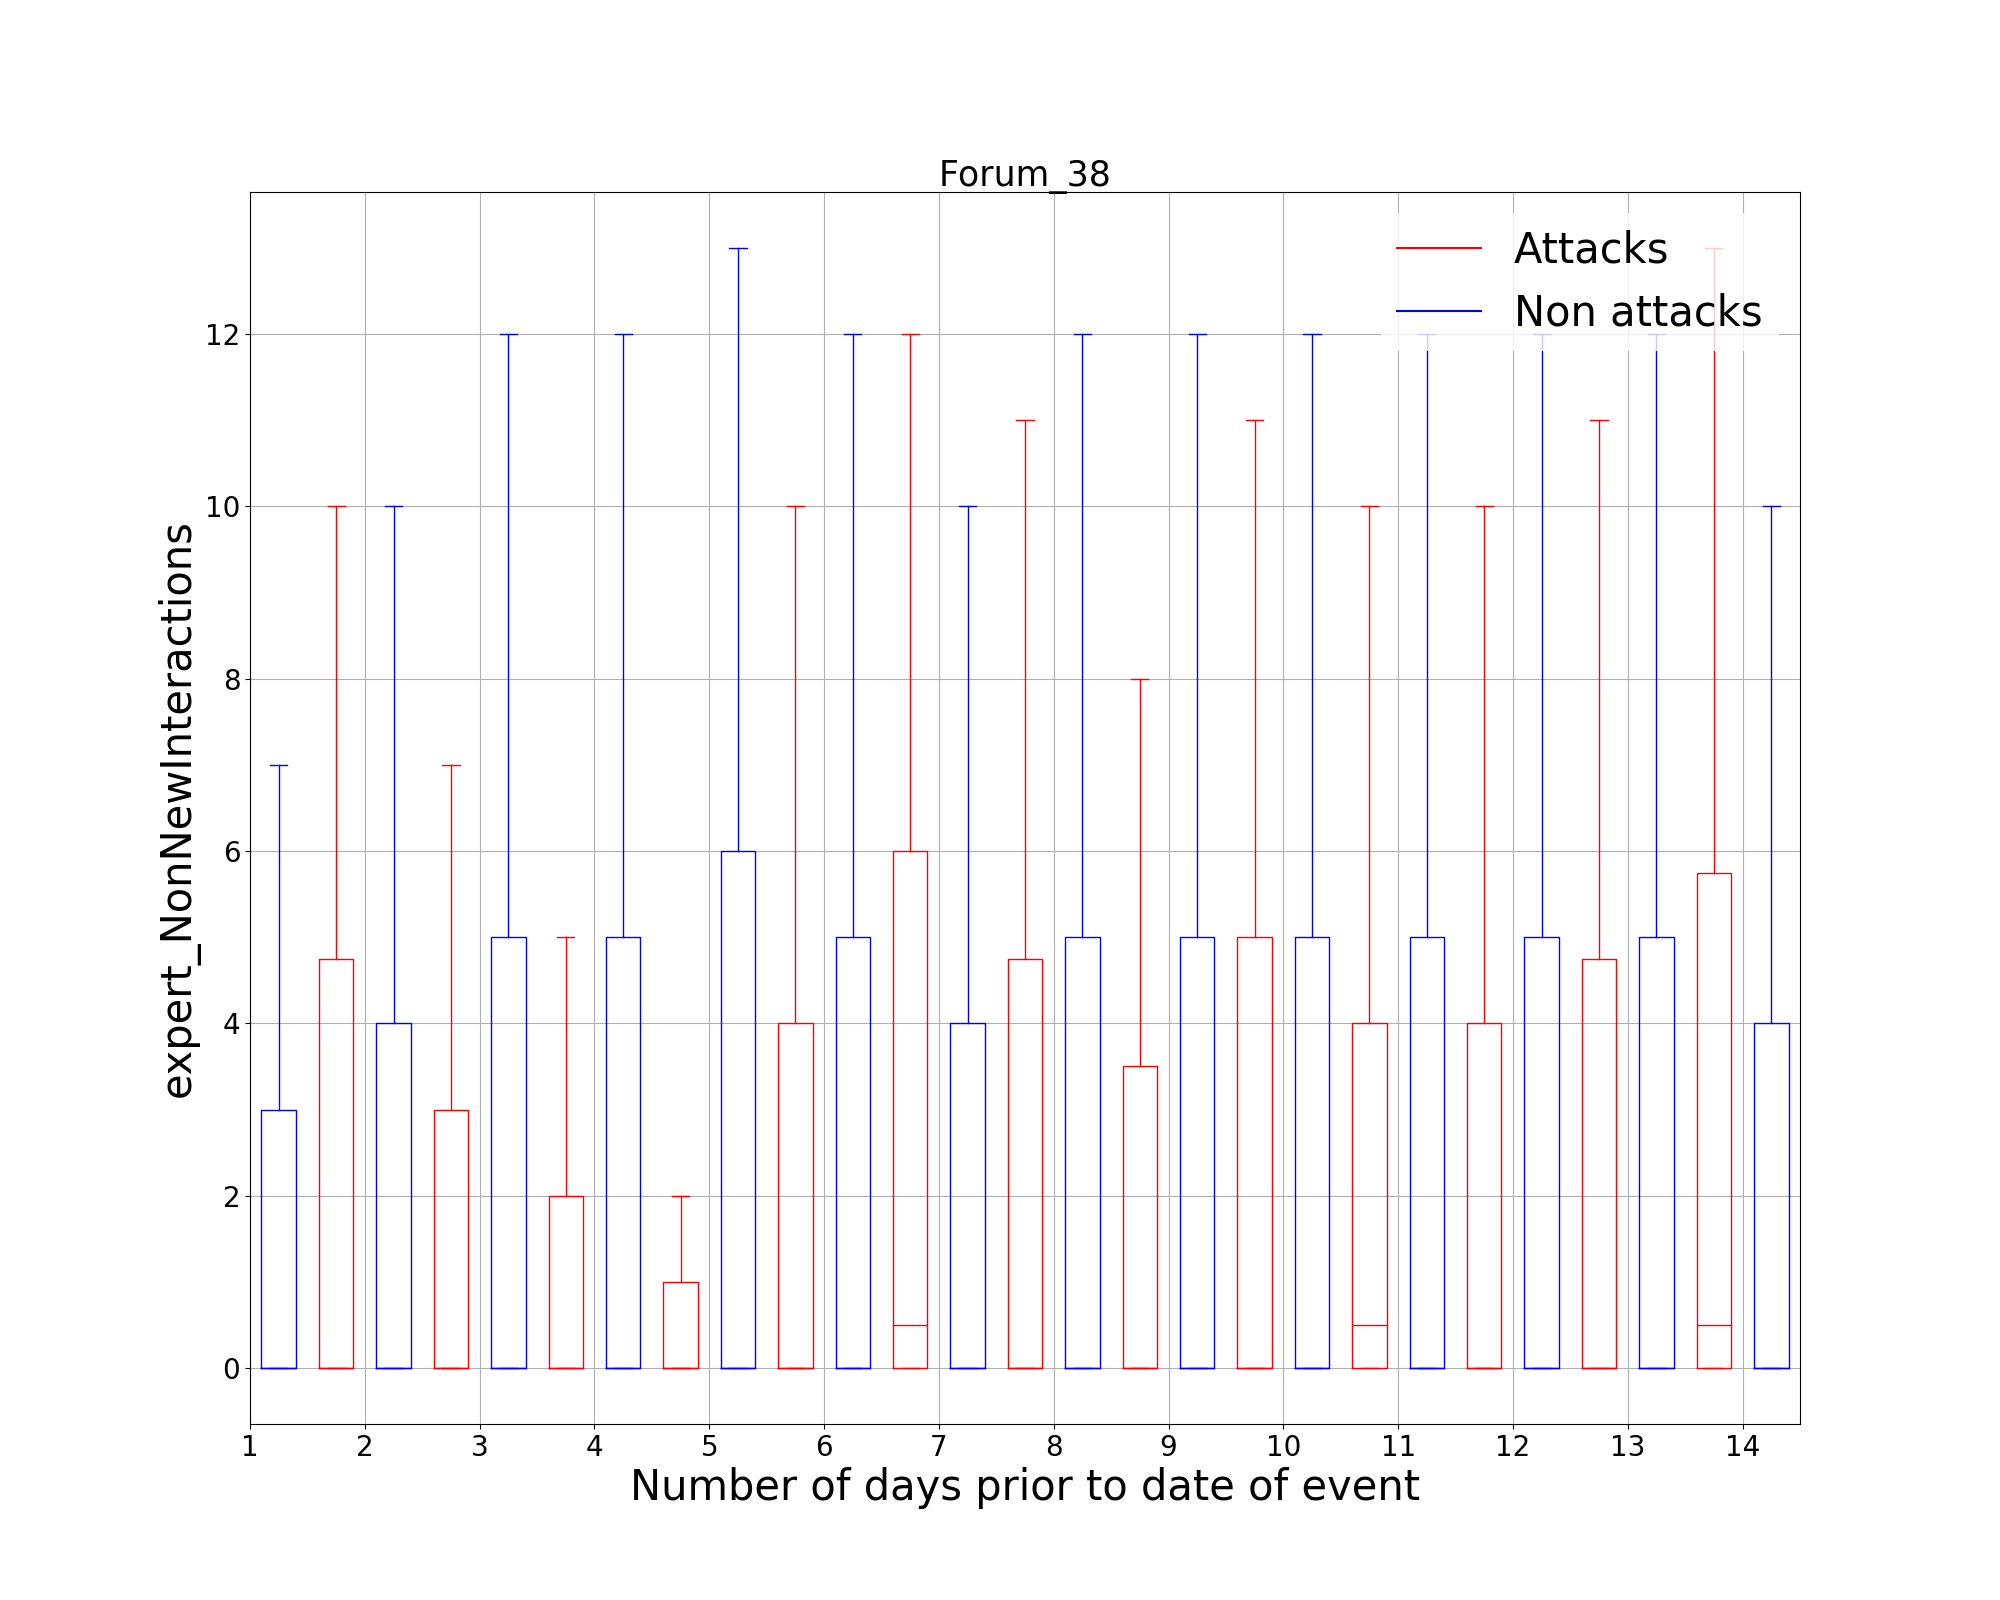 Forum_38
Attacks
Non attacks
expert_NonNewInteractions
12
10
8
6
4
2
0
1 2 3 4 5 6 7 8 9 10 11 12 13 14
Number of days prior to date of event